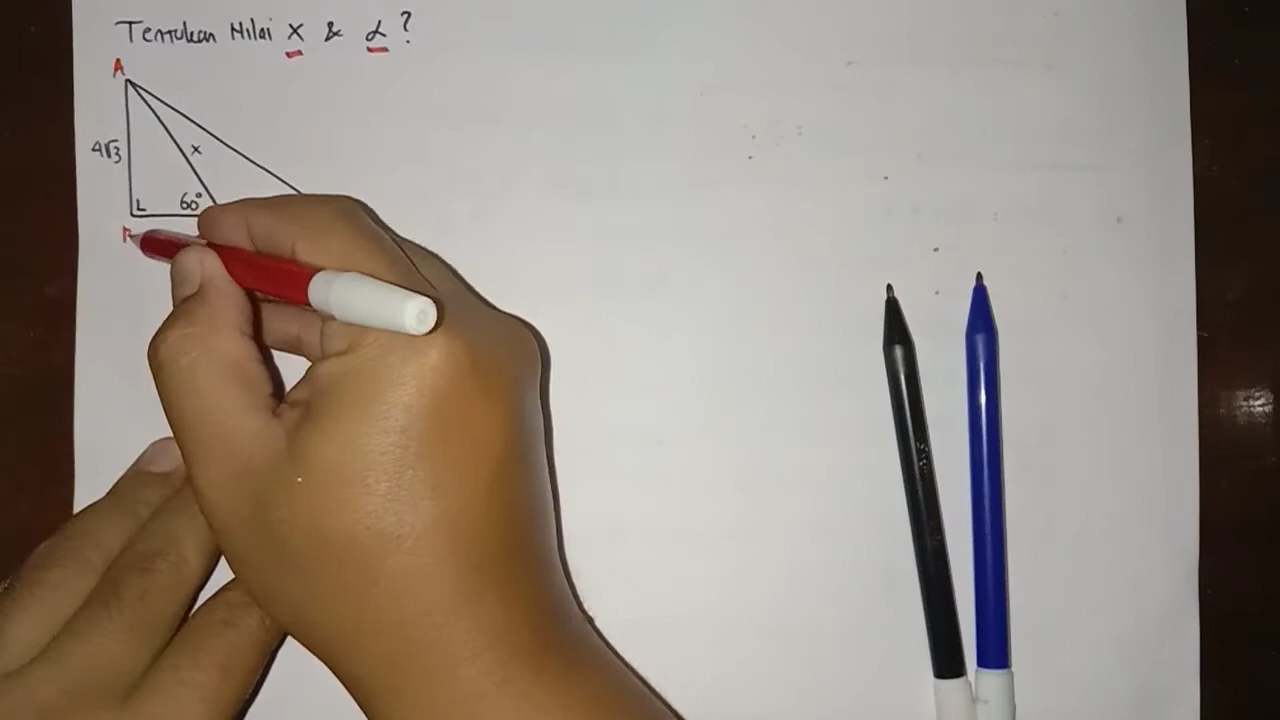 Tentukan Nilai x & α ?
A
4√3
x
60°